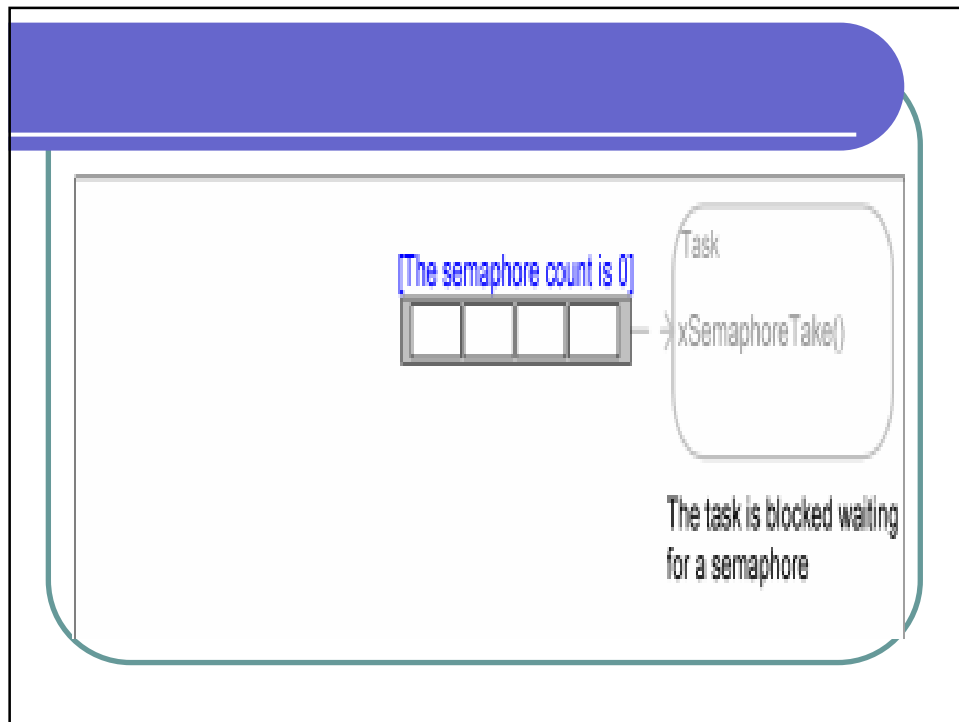 [The semaphore count is 0]
Task
xSemaphoreTake()
The task is blocked waiting
for a semaphore